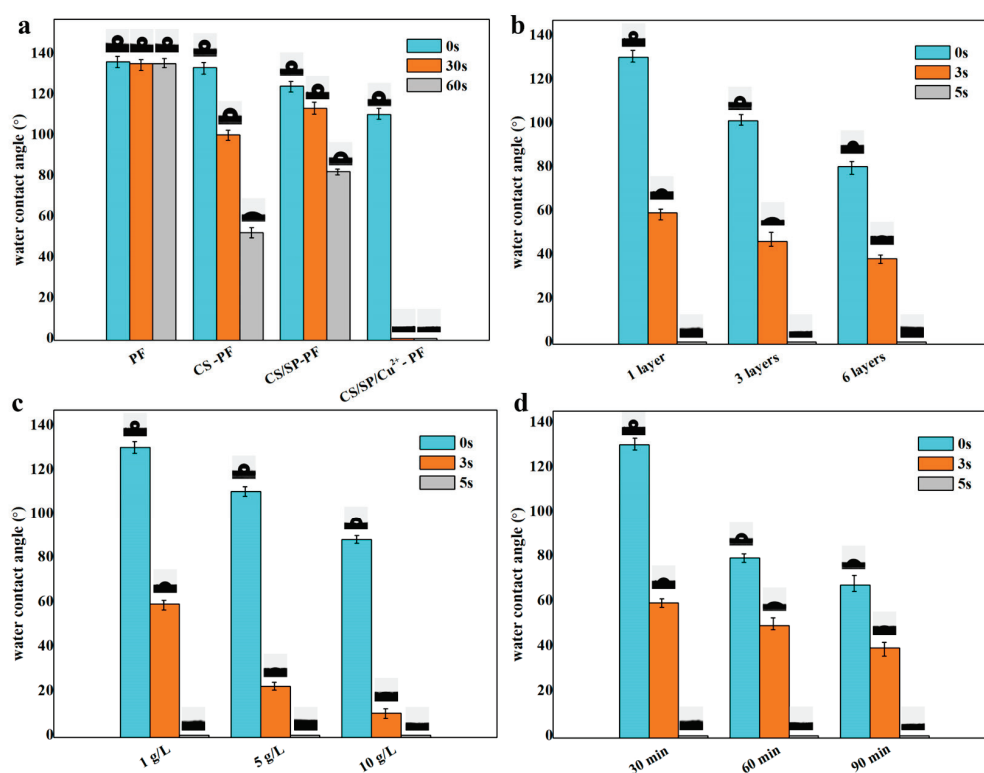 a
water contact angle (°)
140
120
100
80
60
40
20
0
0s
30s
60s
PF
CS -PF
CS/SP-PF
CS/SP/Cu²⁺- PF
b
water contact angle (°)
140
120
100
80
60
40
20
0
0s
3s
5s
1 layer
3 layers
6 layers
c
water contact angle (°)
140
120
100
80
60
40
20
0
0s
3s
5s
1 g/L
5 g/L
10 g/L
d
water contact angle (°)
140
120
100
80
60
40
20
0
0s
3s
5s
30 min
60 min
90 min